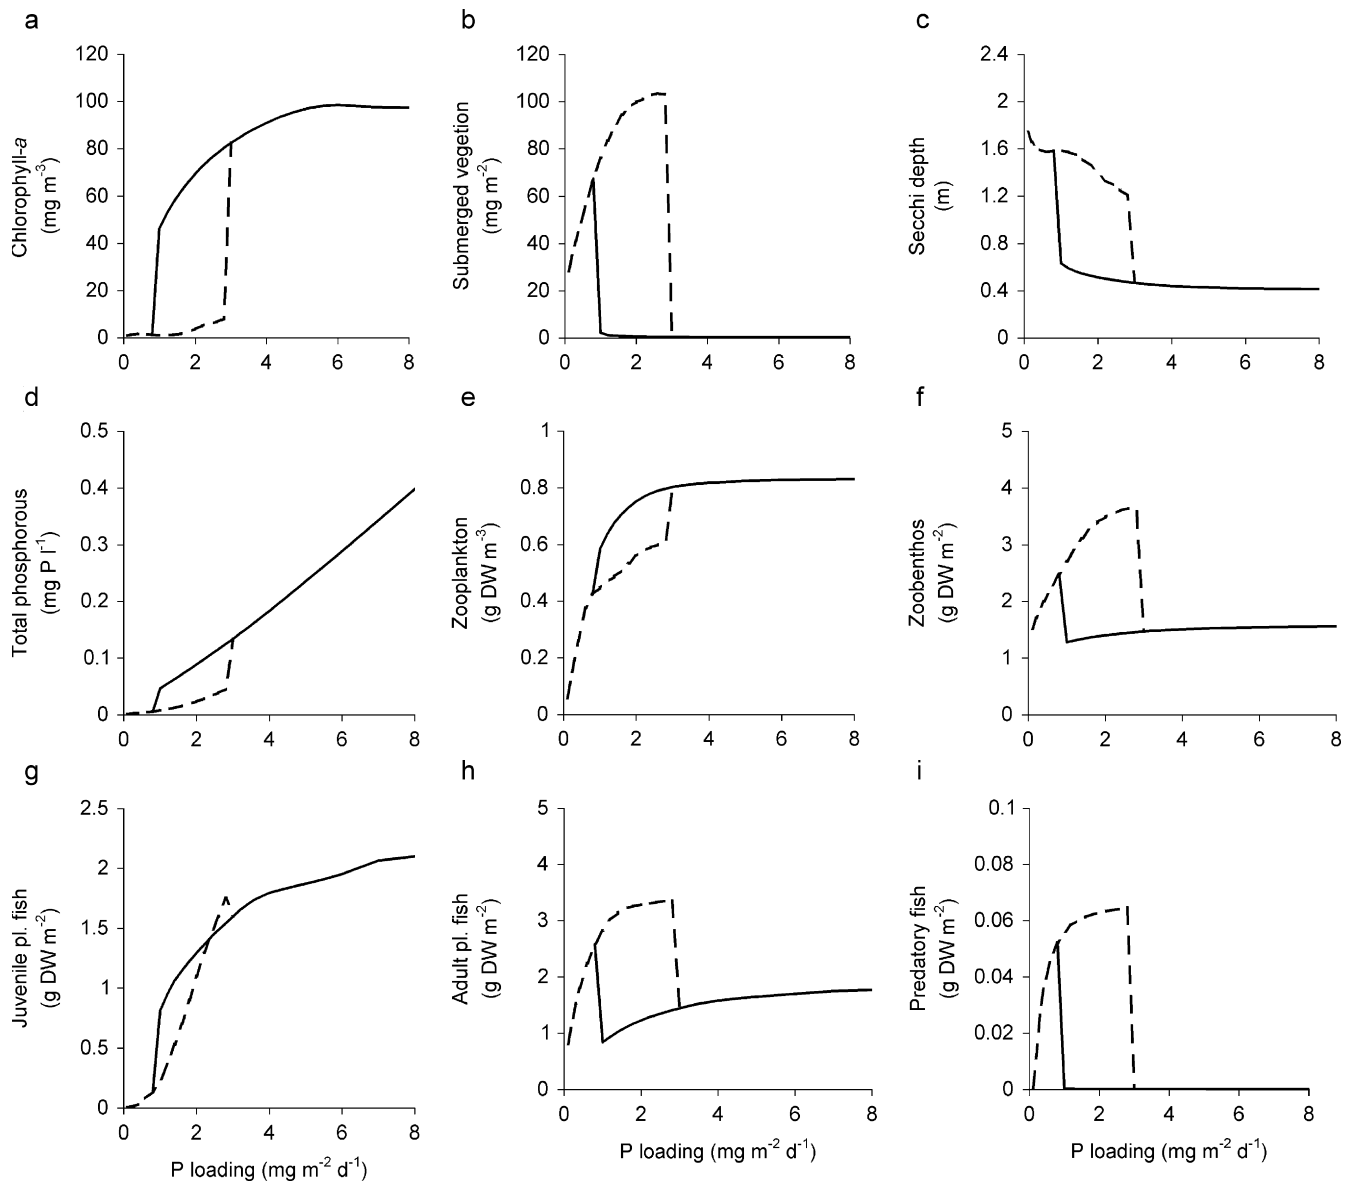 a
b
c
120
100
80
60
40
20
0
Chlorophyll-a
(mg m-3)
0 2 4 6 8
120
100
80
60
40
20
0
Submerged vegetion
(mg m-2)
0 2 4 6 8
2.4
2
1.6
1.2
0.8
0.4
0
Secchi depth
(m)
0 2 4 6 8
d
e
f
0.5
0.4
0.3
0.2
0.1
0
Total phosphorous
(mg P l-1)
0 2 4 6 8
1
0.8
0.6
0.4
0.2
0
Zooplankton
(g DW m-3)
0 2 4 6 8
5
4
3
2
1
0
Zoobenthos
(g DW m-2)
0 2 4 6 8
g
h
i
2.5
2
1.5
1
0.5
0
Juvenile pl. fish
(g DW m-2)
0 2 4 6 8
P loading (mg m-2 d-1)
5
4
3
2
1
0
Adult pl. fish
(g DW m-2)
0 2 4 6 8
P loading (mg m-2 d-1)
0.1
0.08
0.06
0.04
0.02
0
Predatory fish
(g DW m-2)
0 2 4 6 8
P loading (mg m-2 d-1)